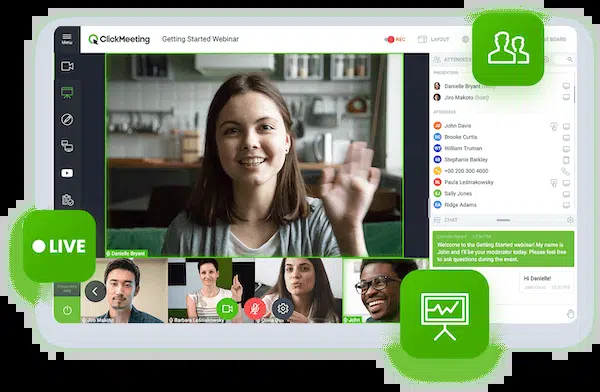 Menu
ClickMeeting
Getting Started Webinar
REC
LAYOUT
BOARD
ATTENDEES
PRESENTERS
Danielle Bryant
Jiro Makoto (host)
ATTENDEES
JD John Davis
Brooke Curtis
William Truman
Stephanie Barkley
+00 200 300 4000
Paula Leśniakowsky
Sally Jones
Ridge Adams
CHAT
Welcome to the Getting Started webinar! My name is
John and I'll be your moderator today. Please feel free
to ask questions during the event.
Hi Danielle!
Danielle Bryant
LIVE
Jiro Makoto
Barbara Leśniakowsky
John